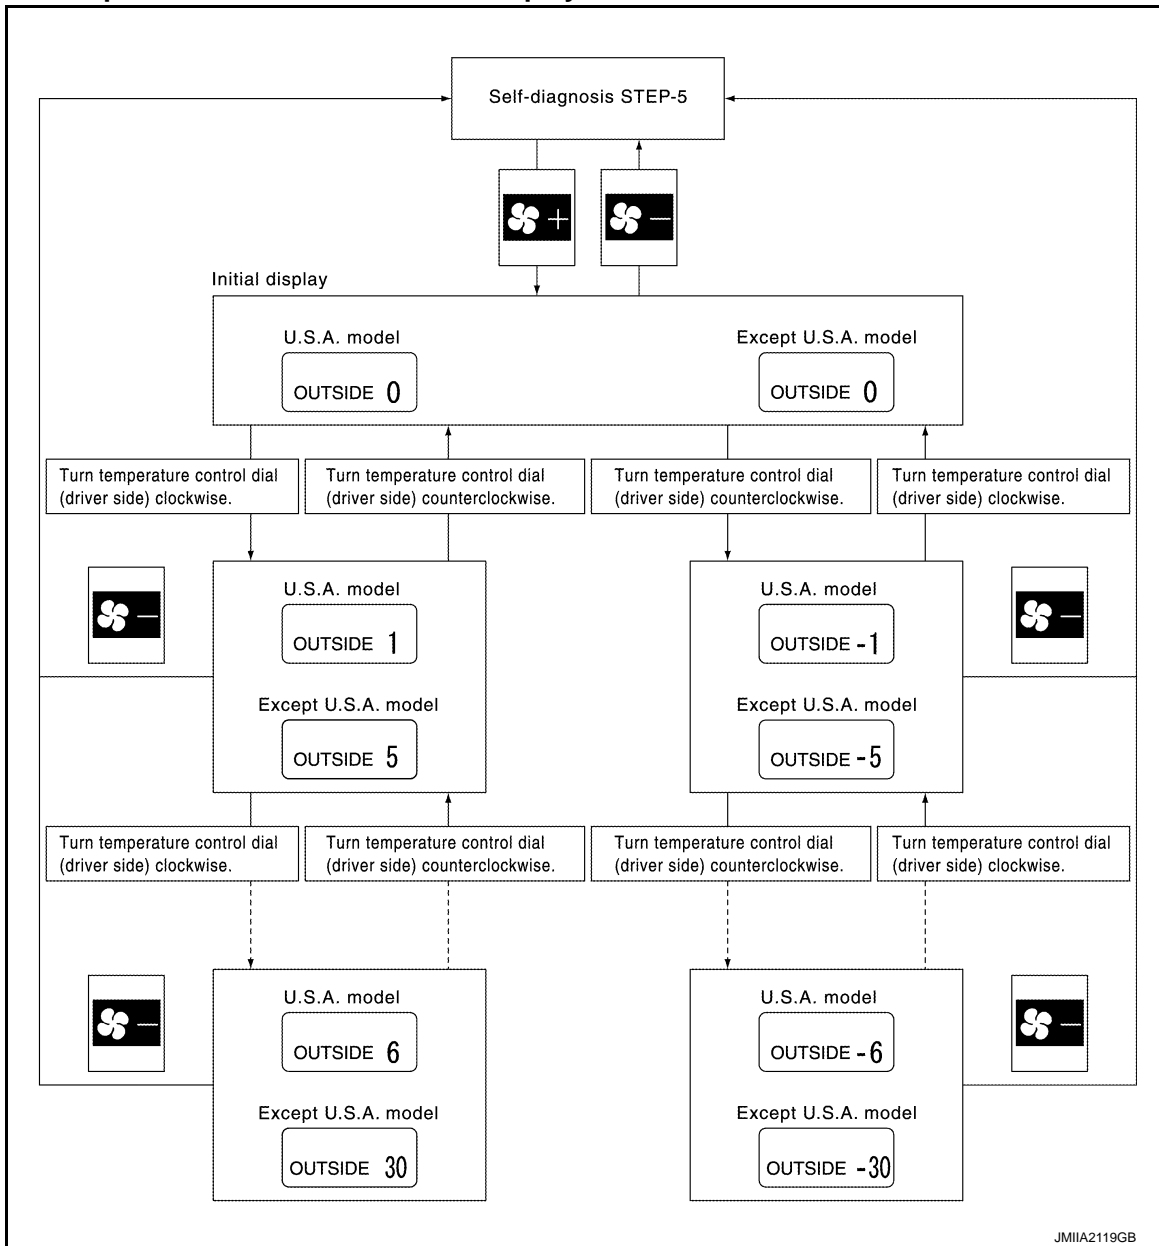 Self-diagnosis STEP-5
Initial display
U.S.A. model
OUTSIDE 0
Except U.S.A. model
OUTSIDE 0
Turn temperature control dial
(driver side) clockwise.
Turn temperature control dial
(driver side) counterclockwise.
Turn temperature control dial
(driver side) counterclockwise.
Turn temperature control dial
(driver side) clockwise.
U.S.A. model
OUTSIDE 1
Except U.S.A. model
OUTSIDE 5
U.S.A. model
OUTSIDE -1
Except U.S.A. model
OUTSIDE -5
Turn temperature control dial
(driver side) clockwise.
Turn temperature control dial
(driver side) counterclockwise.
Turn temperature control dial
(driver side) counterclockwise.
Turn temperature control dial
(driver side) clockwise.
U.S.A. model
OUTSIDE 6
Except U.S.A. model
OUTSIDE 30
U.S.A. model
OUTSIDE -6
Except U.S.A. model
OUTSIDE -30
JMIIA2119GB